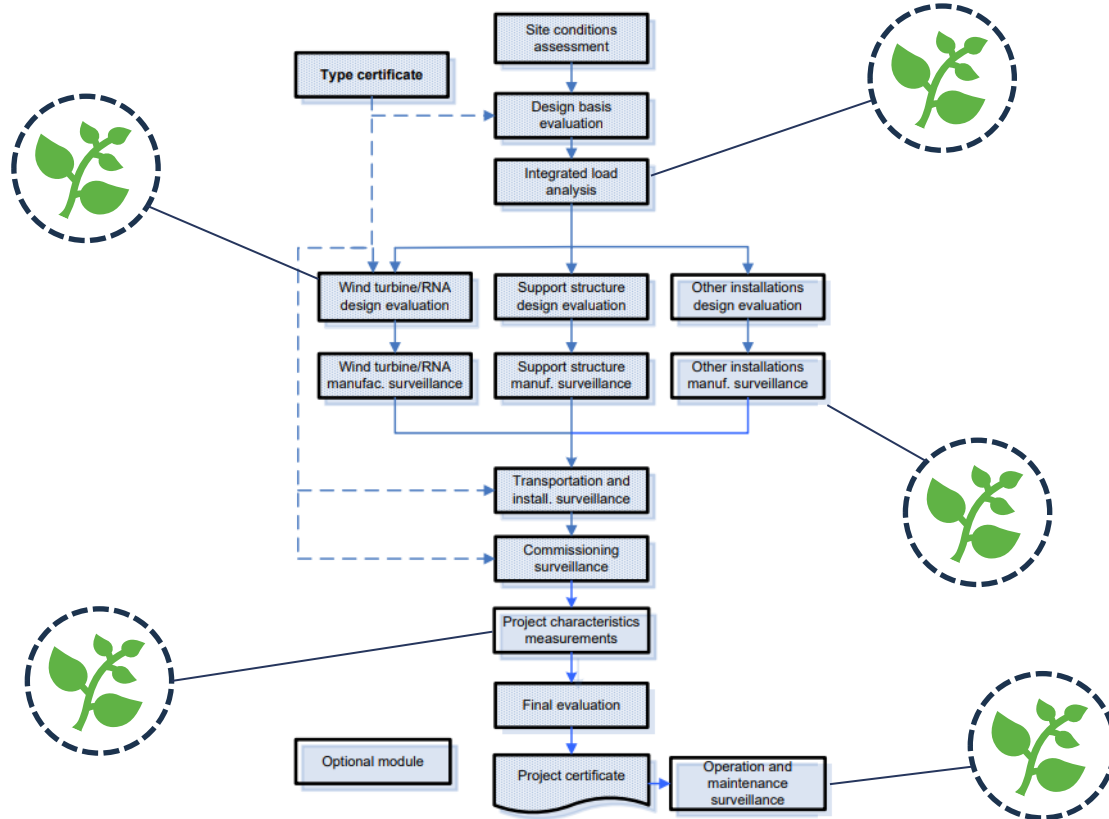 Site conditions
assessment
Type certificate
Design basis
evaluation
Integrated load
analysis
Wind turbine/RNA
design evaluation
Support structure
design evaluation
Other installations
design evaluation
Wind turbine/RNA
manufac. surveillance
Support structure
manuf. surveillance
Other installations
manuf. surveillance
Transportation and
install. surveillance
Commissioning
surveillance
Project characteristics
measurements
Final evaluation
Optional module
Project certificate
Operation and
maintenance
surveillance